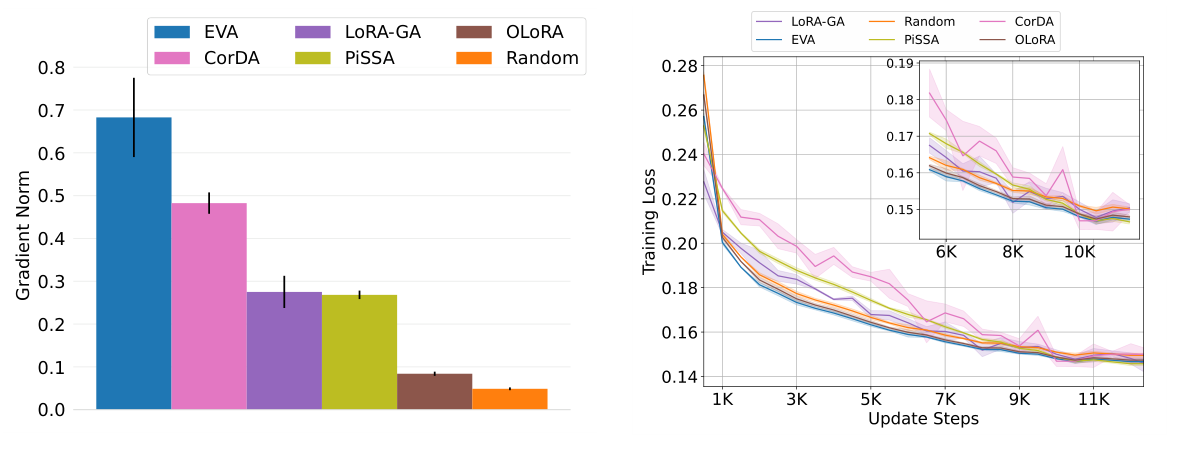 EVA LoRA-GA OLoRA
CorDA PiSSA Random
Gradient Norm
0.8
0.7
0.6
0.5
0.4
0.3
0.2
0.1
0.0
LoRA-GA Random CorDA
EVA PiSSA OLoRA
Training Loss
0.28
0.26
0.24
0.22
0.20
0.18
0.16
0.14
0.19
0.17
0.16
0.15
6K 8K 10K
1K 3K 5K 7K 9K 11K
Update Steps